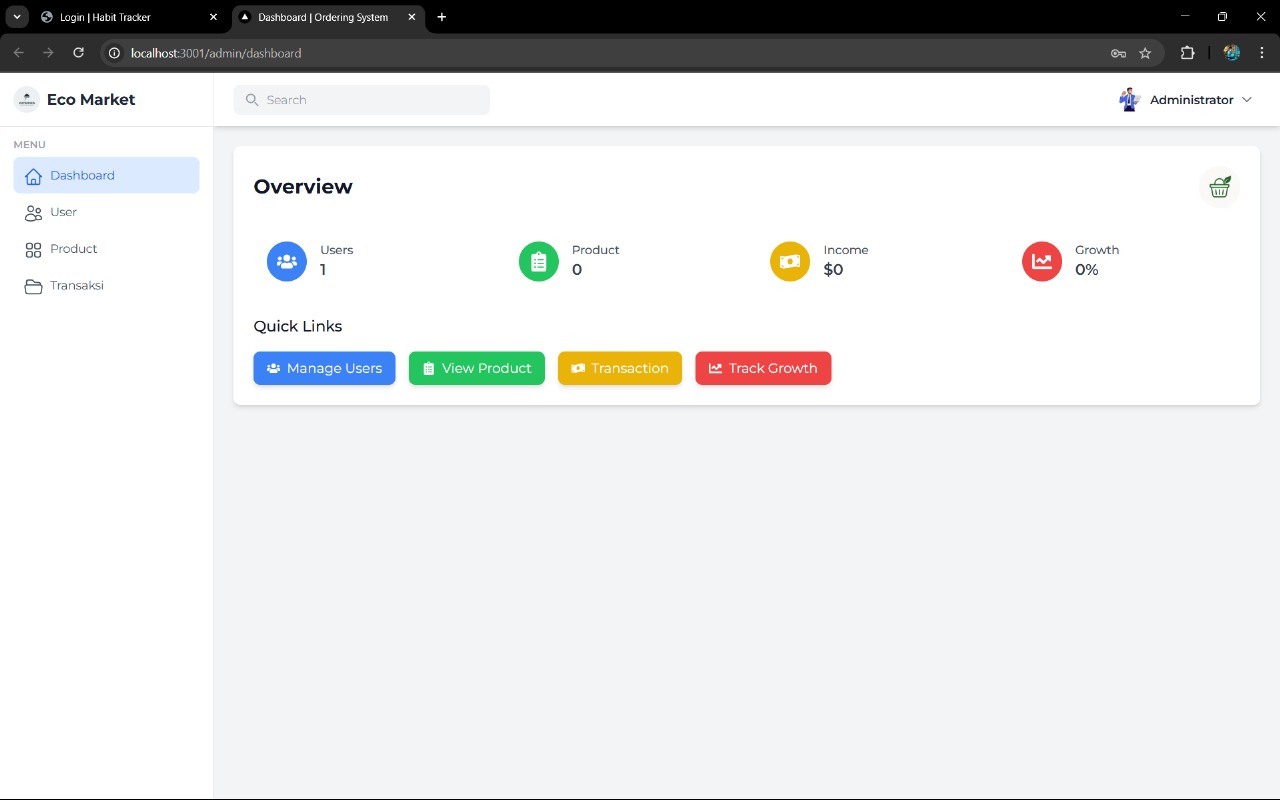 Login | Habit Tracker
Dashboard | Ordering System
localhost:3001/admin/dashboard
Eco Market
Search
Administrator
MENU
Dashboard
User
Product
Transaksi
Overview
Users
1
Product
0
Income
$0
Growth
0%
Quick Links
Manage Users
View Product
Transaction
Track Growth